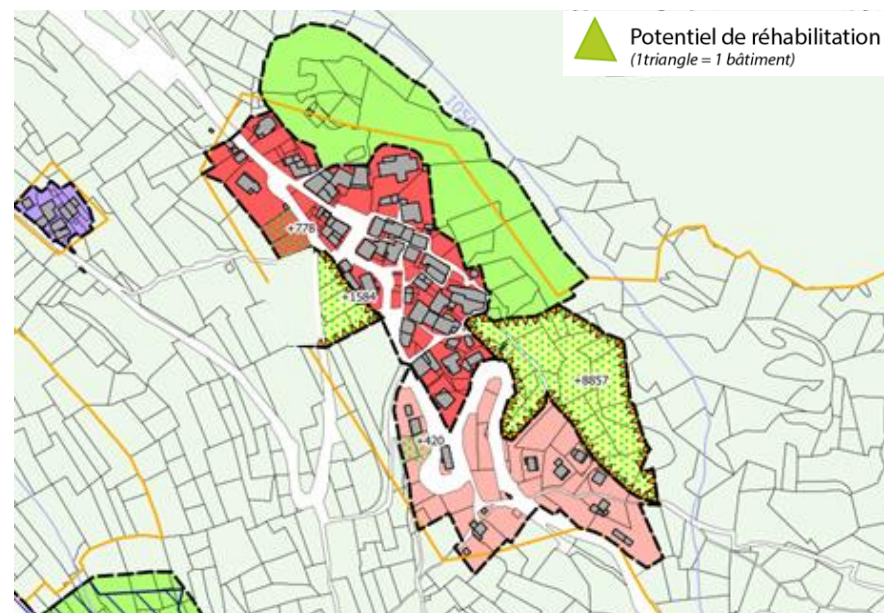 Potentiel de réhabilitation
(1triangle = 1 bâtiment)
1050
+778
+1584
+8857
+420